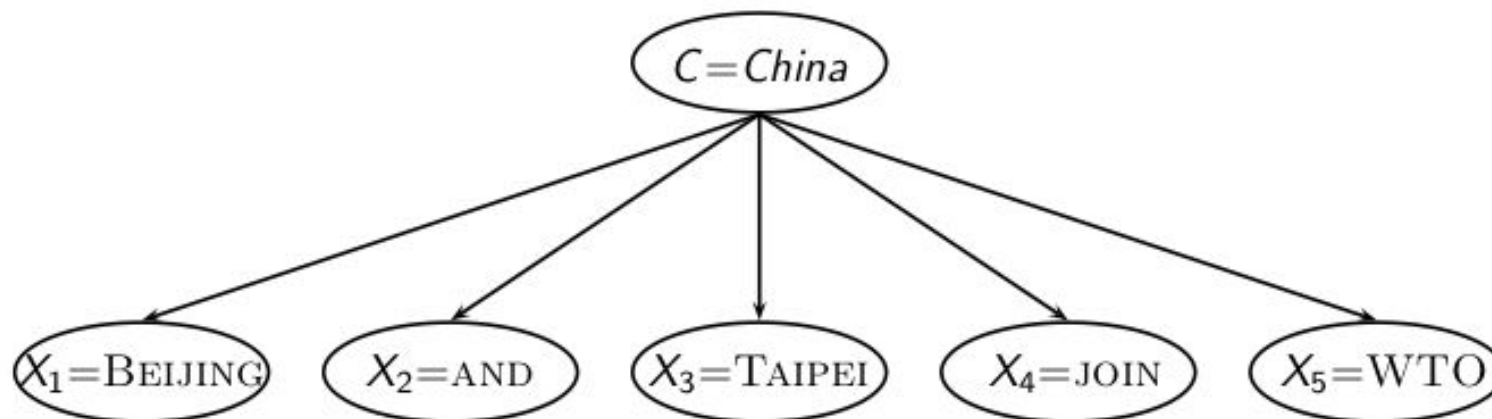 C=China
X₁=BEIJING X₂=AND X₃=TAIPEI X₄=JOIN X₅=WTO